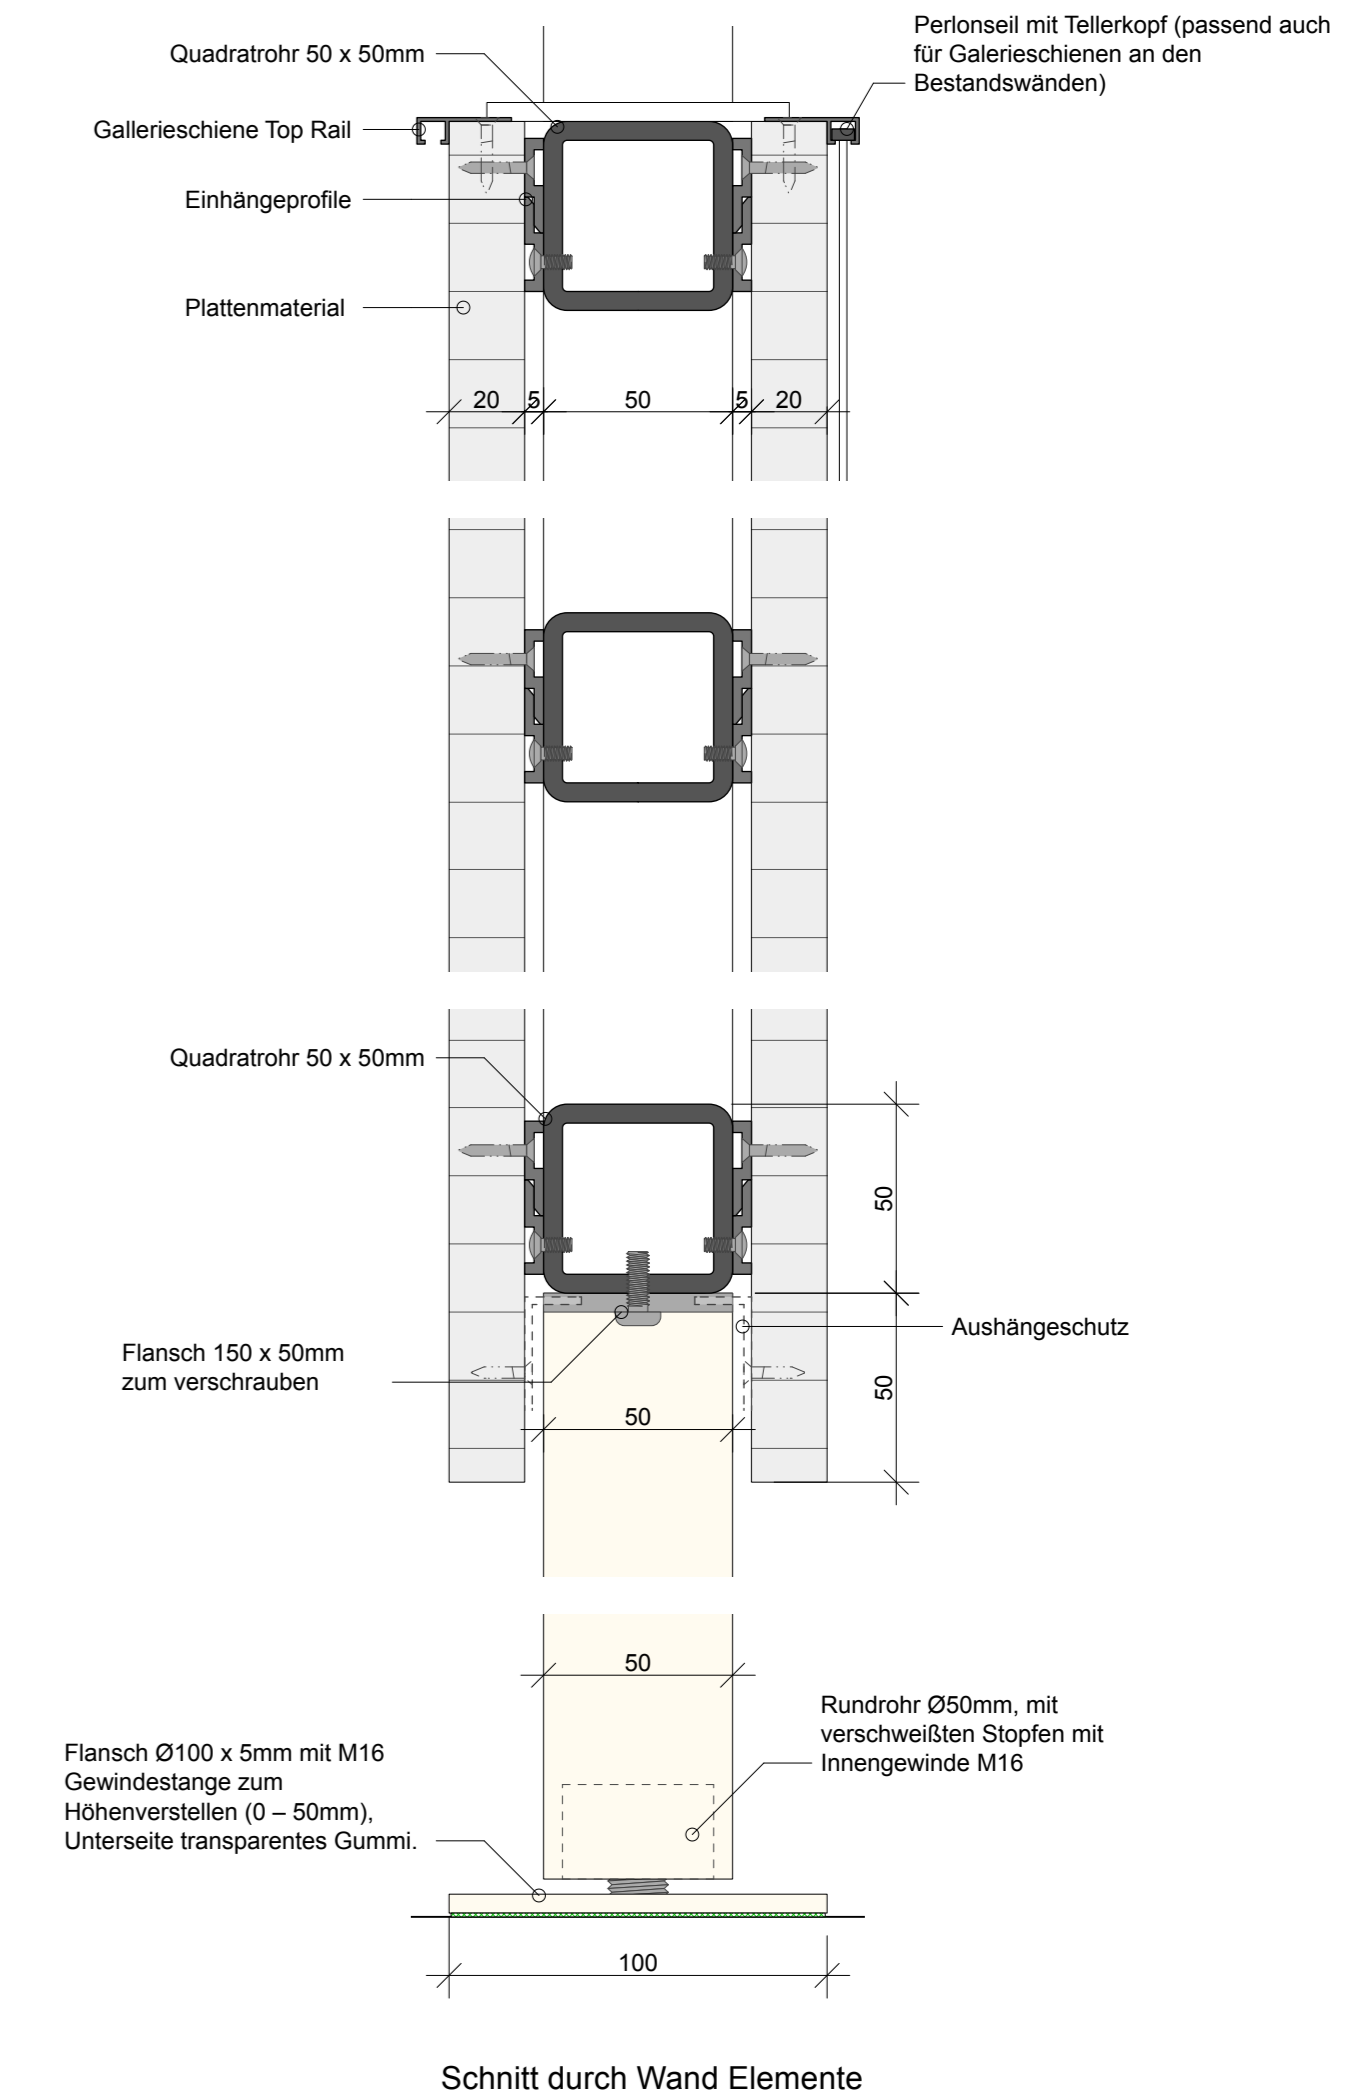 Perlonseil mit Tellerkopf (passend auch
für Galerieschienen an den
Bestandswänden)
Quadratrohr 50 x 50mm
Gallerieschiene Top Rail
Einhängeprofile
Plattenmaterial
20 5 50 5 20
Quadratrohr 50 x 50mm
50
Aushängeschutz
Flansch 150 x 50mm
zum verschrauben
50
50
50
Rundrohr Ø50mm, mit
verschweißten Stopfen mit
Innengewinde M16
Flansch Ø100 x 5mm mit M16
Gewindestange zum
Höhenverstellen (0 – 50mm),
Unterseite transparentes Gummi.
100
Schnitt durch Wand Elemente